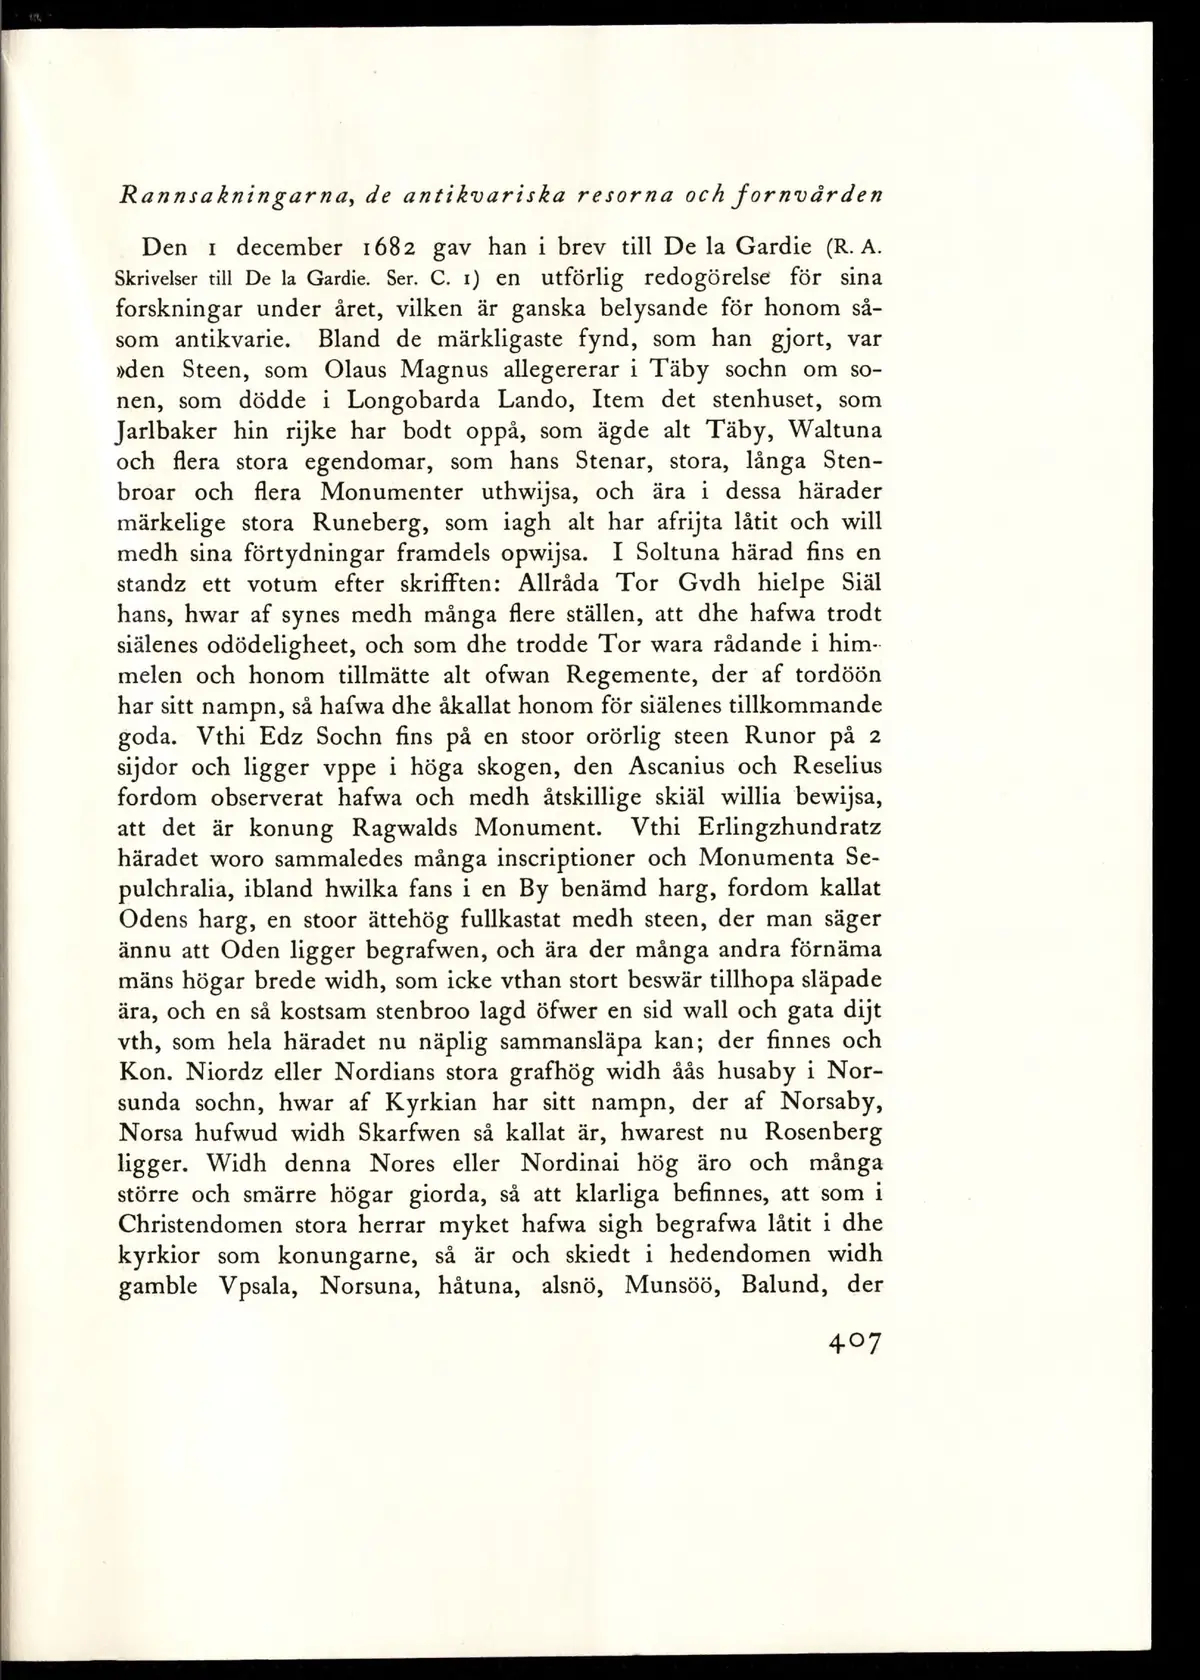 Rannsakningarna, de antikvariska resorna och fornvården
Den 1 december 1682 gav han i brev till De la Gardie (R. A.
Skrivelser till De la Gardie. Ser. C. 1) en utförlig redogörelse för sina
forskningar under året, vilken är ganska belysande för honom så-
som antikvarie. Bland de märkligaste fynd, som han gjort, var
»den Steen, som Olaus Magnus allegererar i Täby sochn om so-
nen, som dödde i Longobarda Lando, Item det stenhuset, som
Jarlbaker hin rijke har bodt oppå, som ägde alt Täby, Waltuna
och flera stora egendomar, som hans Stenar, stora, långa Sten-
broar och flera Monumenter uthwijsa, och ära i dessa härader
märkelige stora Runeberg, som iagh alt har afrijta låtit och will
medh sina förtydningar framdels opwijsa. I Soltuna härad fins en
standz ett votum efter skrifften: Allråda Tor Gvdh hielpe Siäl
hans, hwar af synes medh många flere ställen, att dhe hafwa trodt
siälenes odödeligheet, och som dhe trodde Tor wara rådande i him-
melen och honom tillmätte alt ofwan Regemente, der af tordöön
har sitt nampn, så hafwa dhe åkallat honom för siälenes tillkommande
goda. Vthi Edz Sochn fins på en stoor orörlig steen Runor på 2
sijdor och ligger vppe i höga skogen, den Ascanius och Reselius
fordom observerat hafwa och medh åtskillige skiäl willia bewijsa,
att det är konung Ragwalds Monument. Vthi Erlingzhundratz
häradet woro sammaledes många inscriptioner och Monumenta Se-
pulchralia, ibland hwilka fans i en By benämd harg, fordom kallat
Odens harg, en stoor ättehög fullkastat medh steen, der man säger
ännu att Oden ligger begrafwen, och ära der många andra förnäma
mäns högar brede widh, som icke vthan stort beswär tillhopa släpade
ära, och en så kostsam stenbroo lagd öfwer en sid wall och gata dijt
vth, som hela häradet nu näplig sammansläpa kan; der finnes och
Kon. Niordz eller Nordians stora grafhög widh åås husaby i Nor-
sunda sochn, hwar af Kyrkian har sitt nampn, der af Norsaby,
Norsa hufwud widh Skarfwen så kallat är, hwarest nu Rosenberg
ligger. Widh denna Nores eller Nordinai hög äro och många
större och smärre högar giorda, så att klarliga befinnes, att som i
Christendomen stora herrar myket hafwa sigh begrafwa låtit i dhe
kyrkior som konungarne, så är och skiedt i hedendomen widh
gamble Vpsala, Norsuna, håtuna, alsnö, Munsöö, Balund, der
407